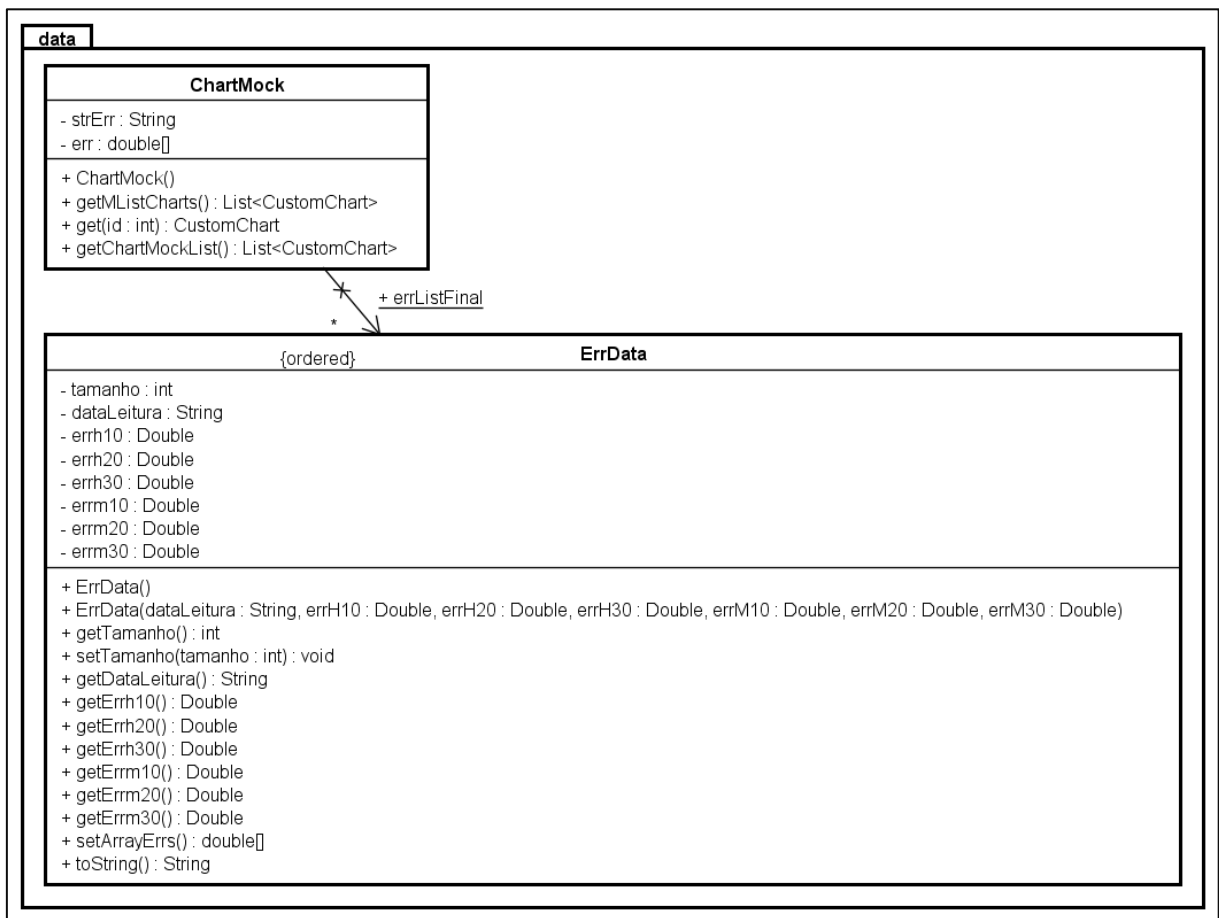 data
ChartMock
- strErr : String
- err : double[]
+ ChartMock()
+ getMListCharts() : List<CustomChart>
+ get(id : int) : CustomChart
+ getChartMockList() : List<CustomChart>
+ errListFinal
*
{ordered}
ErrData
- tamanho : int
- dataLeitura : String
- errh10 : Double
- errh20 : Double
- errh30 : Double
- errm10 : Double
- errm20 : Double
- errm30 : Double
+ ErrData()
+ ErrData(dataLeitura : String, errH10 : Double, errH20 : Double, errH30 : Double, errM10 : Double, errM20 : Double, errM30 : Double)
+ getTamanho() : int
+ setTamanho(tamanho : int) : void
+ getDataLeitura() : String
+ getErrh10() : Double
+ getErrh20() : Double
+ getErrh30() : Double
+ getErrm10() : Double
+ getErrm20() : Double
+ getErrm30() : Double
+ setArrayErrs() : double[]
+ toString() : String